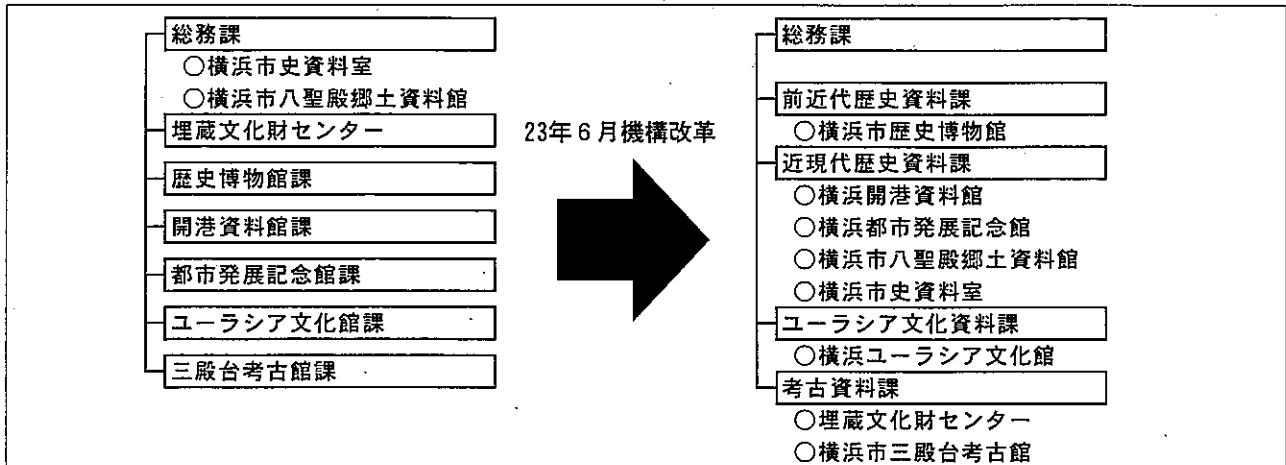 総務課
○横浜市史資料室
○横浜市八聖殿郷土資料館
埋蔵文化財センター
歴史博物館課
開港資料館課
都市発展記念館課
ユーラシア文化館課
三殿台考古館課
23年6月機構改革
総務課
前近代歴史資料課
○横浜市歴史博物館
近現代歴史資料課
○横浜開港資料館
○横浜都市発展記念館
○横浜市八聖殿郷土資料館
○横浜市史資料室
ユーラシア文化資料課
○横浜ユーラシア文化館
考古資料課
○埋蔵文化財センター
○横浜市三殿台考古館